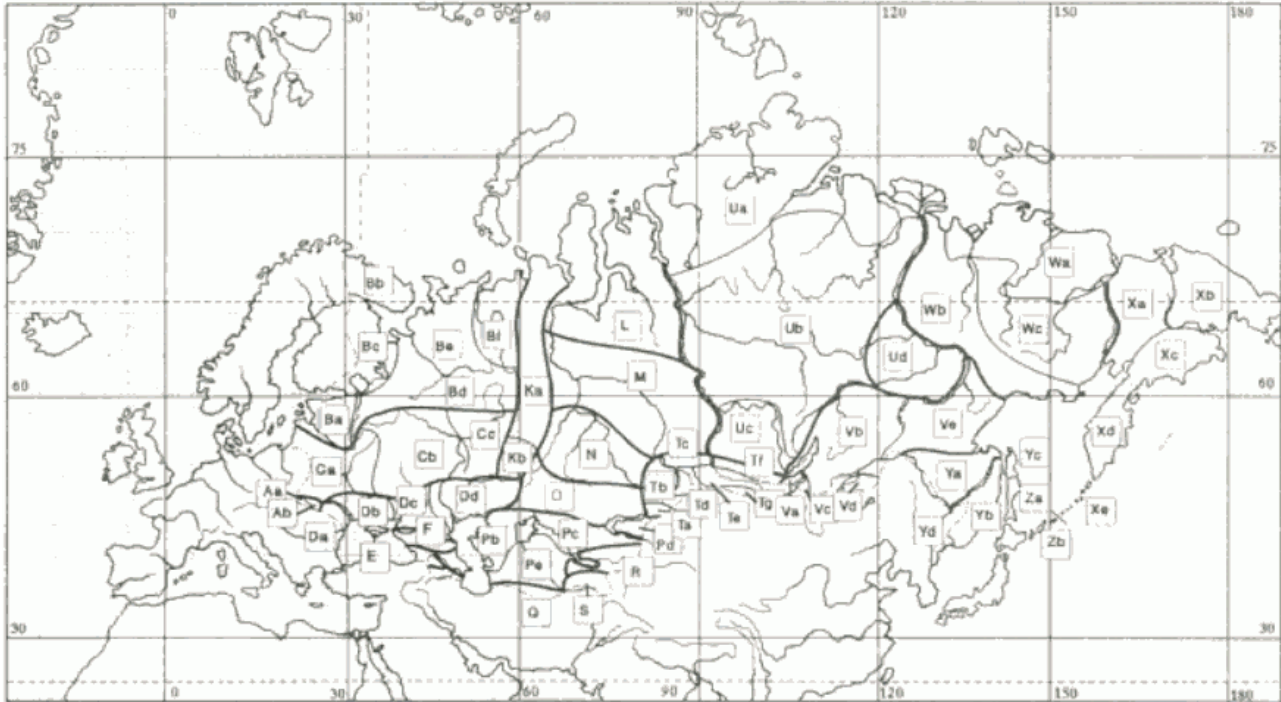 0 30 60 90 120 150 180
75 75
Ua
Wa
Bb
Xa Xb
Wb
L
Be
Ub Wc
Bc
Xc
Ud
M
60 Bd Ka 60
Ba
Uc Vb Ve Xd
Cc Tc
Cb N Yc
Ca Kb Tf
Ya
Aa Tb
Dd Za
Dc Td Tg Va Vc Vd
Ab Db Xe
Te Yb
F Ta
Da Pb Pc Yd
Pd Zb
E
R
Q S
30 30
0 30 60 90 120 150 180